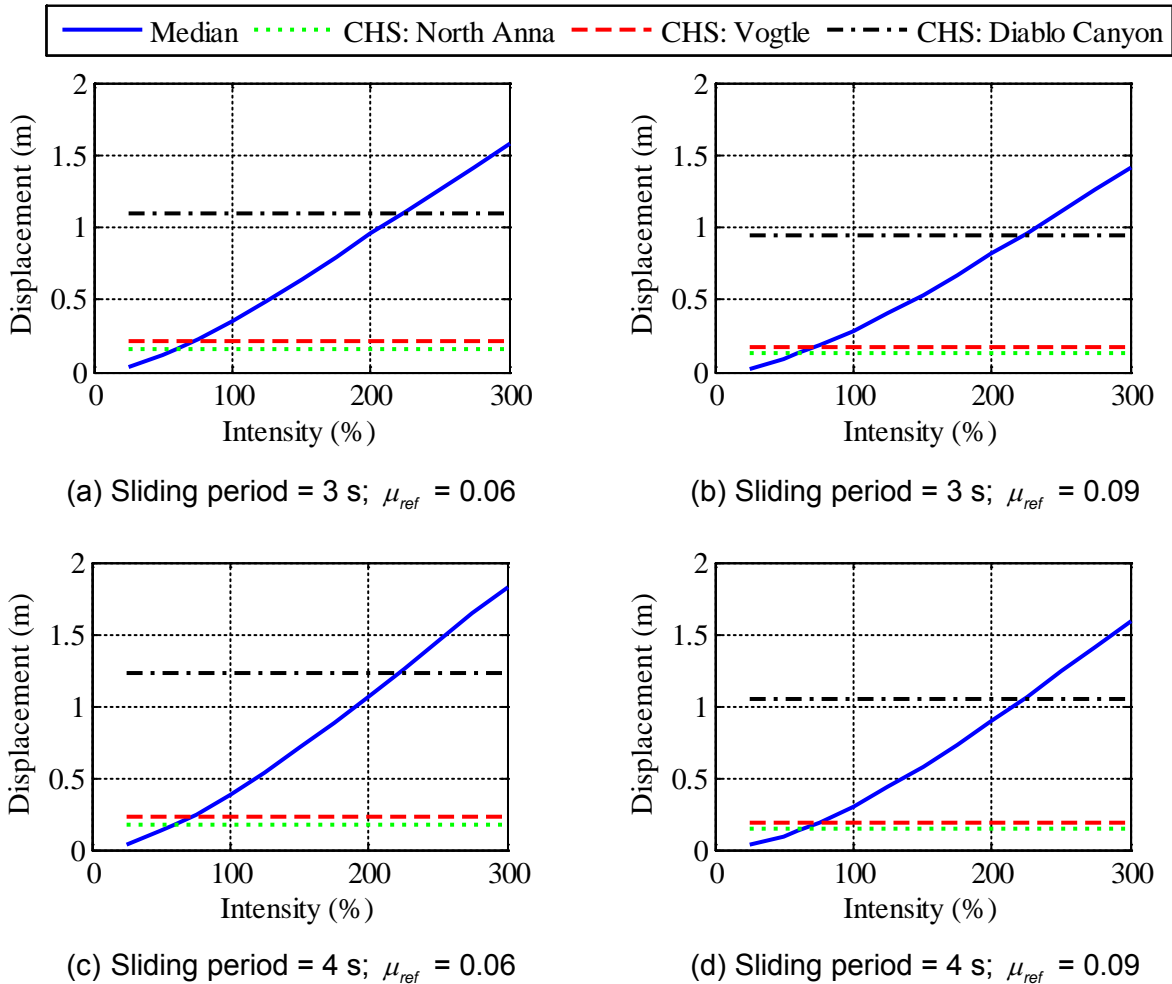 Median CHS: North Anna CHS: Vogtle CHS: Diablo Canyon
2
1.5
1
0.5
0
0 100 200 300
Displacement (m)
Intensity (%)
(a) Sliding period = 3 s; μref = 0.06
2
1.5
1
0.5
0
0 100 200 300
Displacement (m)
Intensity (%)
(b) Sliding period = 3 s; μref = 0.09
2
1.5
1
0.5
0
0 100 200 300
Displacement (m)
Intensity (%)
(c) Sliding period = 4 s; μref = 0.06
2
1.5
1
0.5
0
0 100 200 300
Displacement (m)
Intensity (%)
(d) Sliding period = 4 s; μref = 0.09